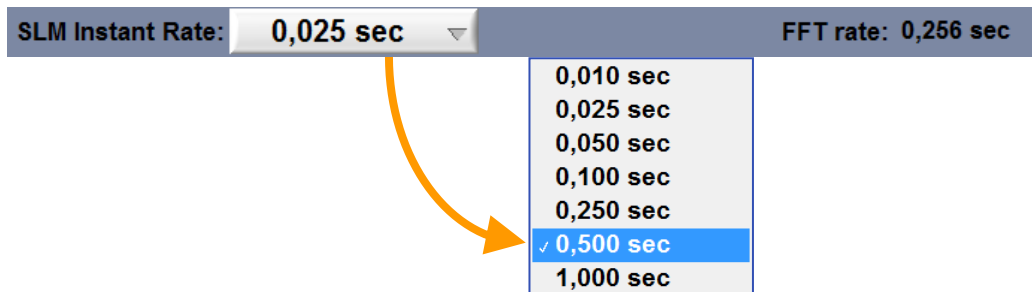 SLM Instant Rate: 0,025 sec FFT rate: 0,256 sec
0,010 sec
0,025 sec
0,050 sec
0,100 sec
0,250 sec
✓ 0,500 sec
1,000 sec